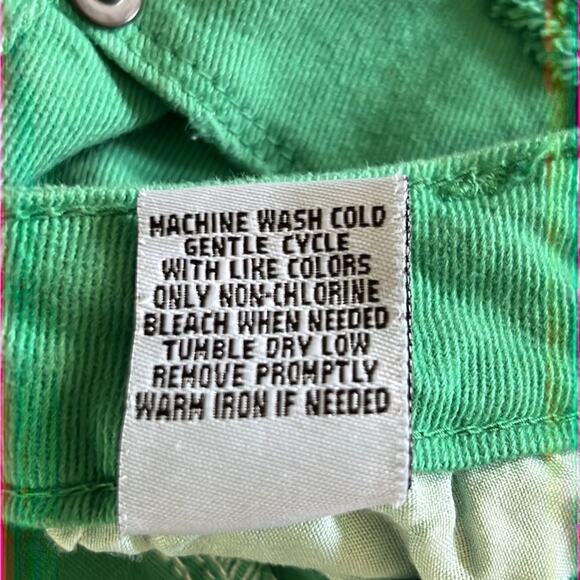 MACHINE WASH COLD
GENTLE CYCLE
WITH LIKE COLORS
ONLY NON-CHLORINE
BLEACH WHEN NEEDED
TUMBLE DRY LOW
REMOVE PROMPTLY
WARM IRON IF NEEDED